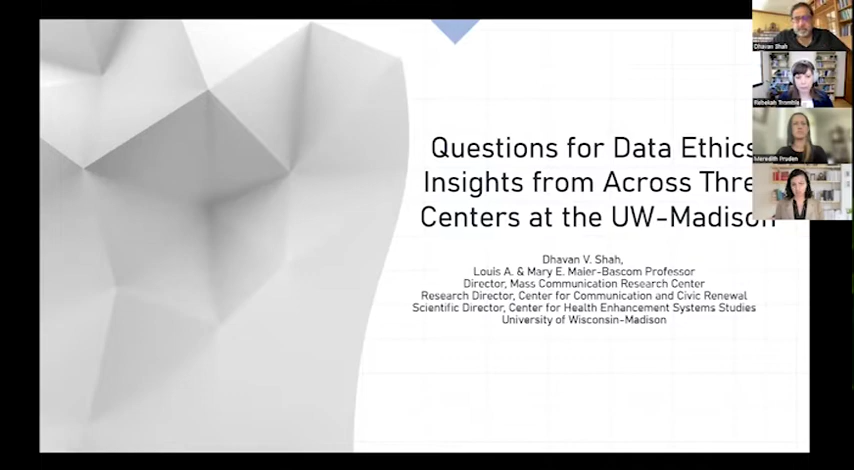 Questions for Data Ethics
Insights from Across Thre
Centers at the UW-Madison
Dhavan V. Shah,
Louis A. & Mary E. Maier-Bascom Professor
Director, Mass Communication Research Center
Research Director, Center for Communication and Civic Renewal
Scientific Director, Center for Health Enhancement Systems Studies
University of Wisconsin-Madison
Dhavan Shah
Rebekah Tromble
Meredith Pruden